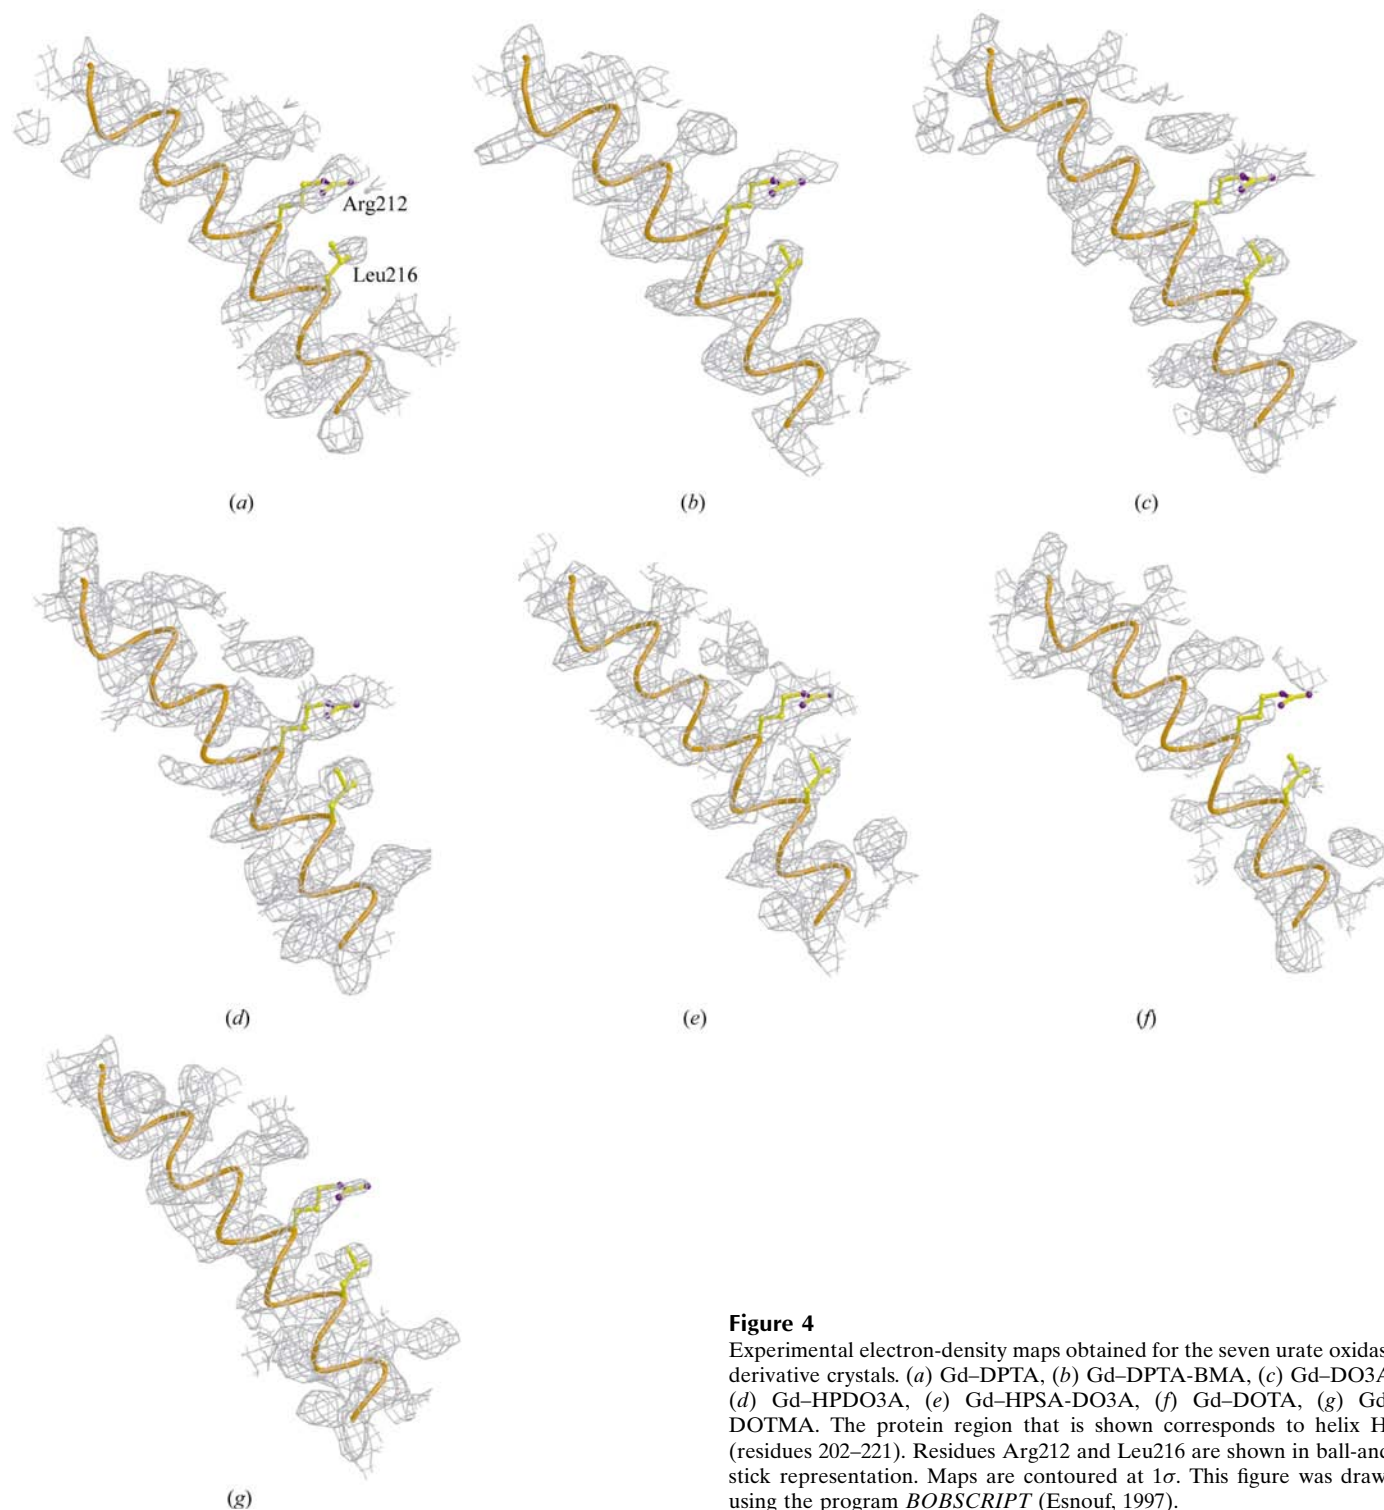 Arg212
Leu216
(a)
(b)
(c)
(d)
(e)
(f)
(g)
Figure 4
Experimental electron-density maps obtained for the seven urate oxidas
derivative crystals. (a) Gd–DPTA, (b) Gd–DPTA-BMA, (c) Gd–DO3A
(d) Gd–HPDO3A, (e) Gd–HPSA-DO3A, (f) Gd–DOTA, (g) Gd
DOTMA. The protein region that is shown corresponds to helix H
(residues 202–221). Residues Arg212 and Leu216 are shown in ball-and
stick representation. Maps are contoured at 1σ. This figure was draw
using the program BOBSCRIPT (Esnouf, 1997).